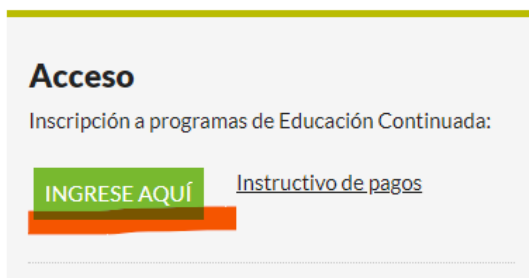 Acceso
Inscripción a programas de Educación Continuada:
INGRESE AQUÍ Instructivo de pagos